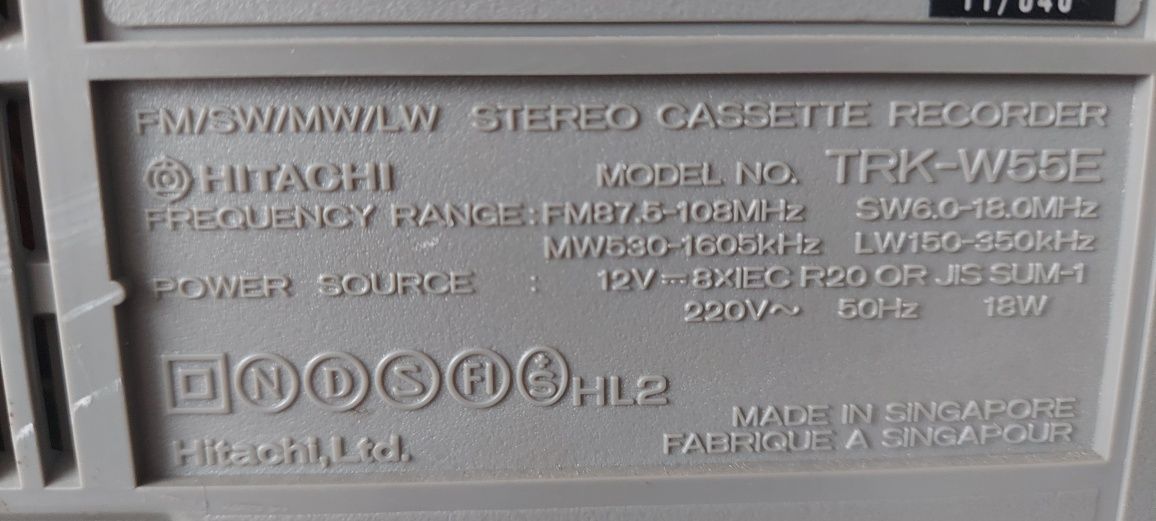 FM/SW/MW/LW STEREO CASSETTE RECORDER
HITACHI MODEL NO. TRK-W55E
FREQUENCY RANGE: FM87.5-108MHz SW6.0-18.0MHz
MW530-1605kHz LW150-350kHz
POWER SOURCE : 12V⎓8XIEC R20 OR JIS SUM-1
220V~ 50Hz 18W
N D S FI S HL2
MADE IN SINGAPORE
Hitachi, Ltd. FABRIQUE A SINGAPOUR